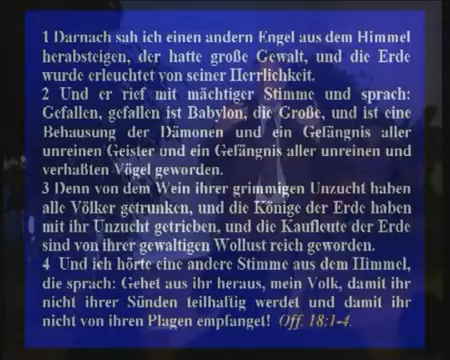 1 Darnach sah ich einen andern Engel aus dem Himmel
herabsteigen, der hatte große Gewalt, und die Erde
wurde erleuchtet von seiner Herrlichkeit.
2 Und er rief mit mächtiger Stimme und sprach:
Gefallen, gefallen ist Babylon, die Große, und ist eine
Behausung der Dämonen und ein Gefängnis aller
unreinen Geister und ein Gefängnis aller unreinen und
verhaßten Vögel geworden.
3 Denn von dem Wein ihrer grimmigen Unzucht haben
alle Völker getrunken, und die Könige der Erde haben
mit ihr Unzucht getrieben, und die Kaufleute der Erde
sind von ihrer gewaltigen Wollust reich geworden.
4 Und ich hörte eine andere Stimme aus dem Himmel,
die sprach: Gehet aus ihr heraus, mein Volk, damit ihr
nicht ihrer Sünden teilhaftig werdet und damit ihr
nicht von ihren Plagen empfanget! Off. 18:1-4.